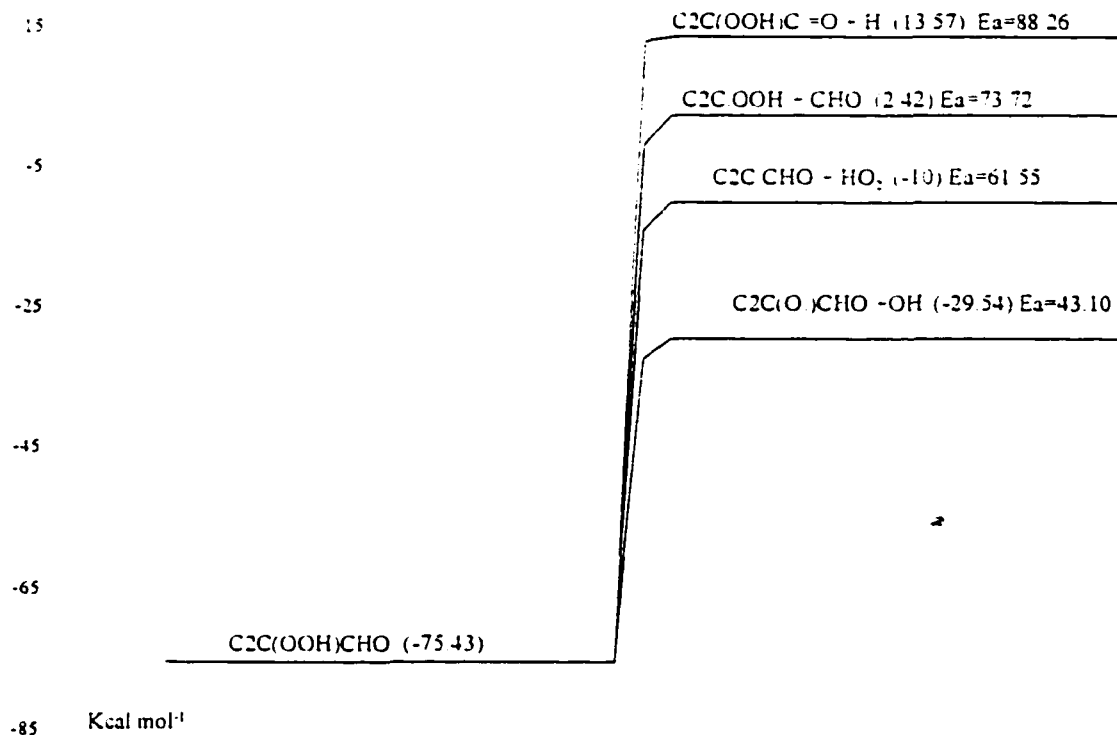 15
C2C(OOH)C =O - H (13 57) Ea=88 26
C2C OOH - CHO (2 42) Ea=73 72
-5
C2C CHO - HO2 (-10) Ea=61 55
-25
C2C(O )CHO -OH (-29.54) Ea=43.10
-45
-65
C2C(OOH)CHO (-75.43)
-85 Kcal mol-1